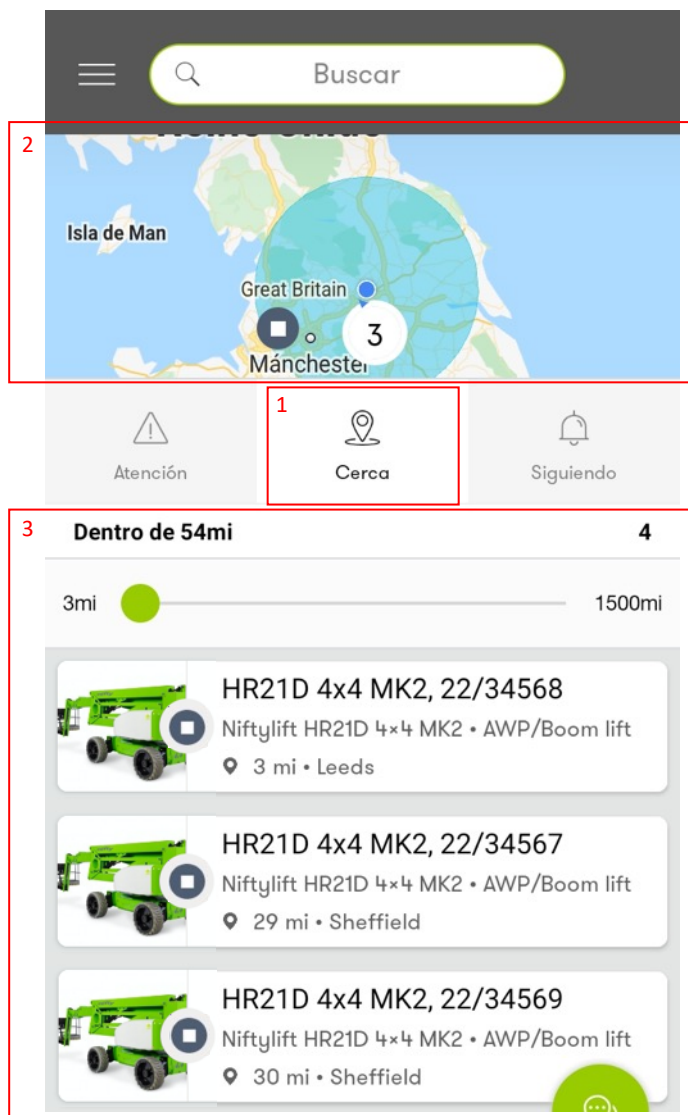 Buscar
2
Isla de Man
Great Britain
3
Mánchester
1
Atención
Cerca
Siguiendo
3
Dentro de 54mi 4
3mi 1500mi
HR21D 4x4 MK2, 22/34568
Niftylift HR21D 4×4 MK2 • AWP/Boom lift
3 mi • Leeds
HR21D 4x4 MK2, 22/34567
Niftylift HR21D 4×4 MK2 • AWP/Boom lift
29 mi • Sheffield
HR21D 4x4 MK2, 22/34569
Niftylift HR21D 4×4 MK2 • AWP/Boom lift
30 mi • Sheffield